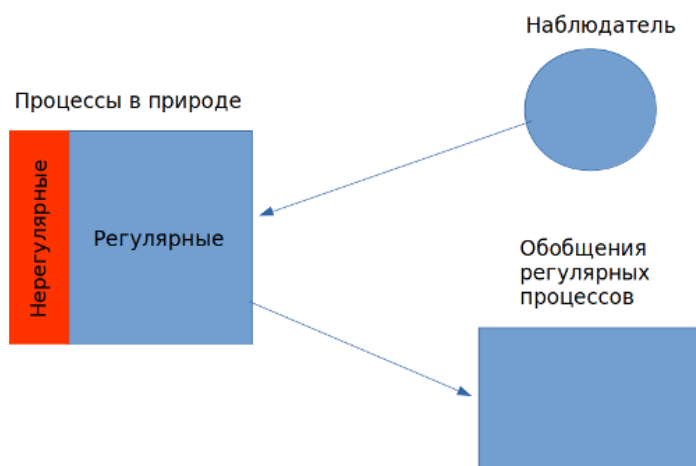 Наблюдатель
Процессы в природе
Нерегулярные
Регулярные
Обобщения
регулярных
процессов